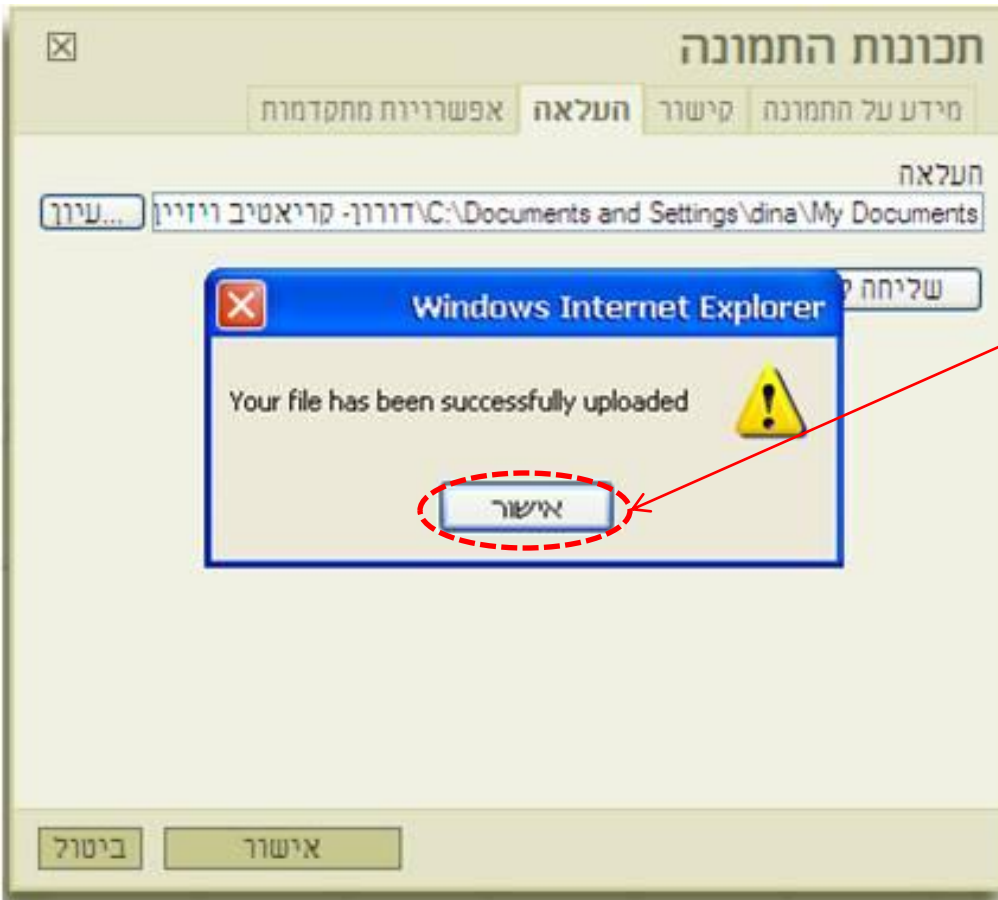 תכונות התמונה
מידע על התמונה קישור העלאה אפשרויות מתקדמות
העלאה
C:\Documents and Settings\dina\My Documents\דורון- קריאטיב ויזיין עיון...
שליחה
Windows Internet Explorer
Your file has been successfully uploaded
אישור
אישור ביטול